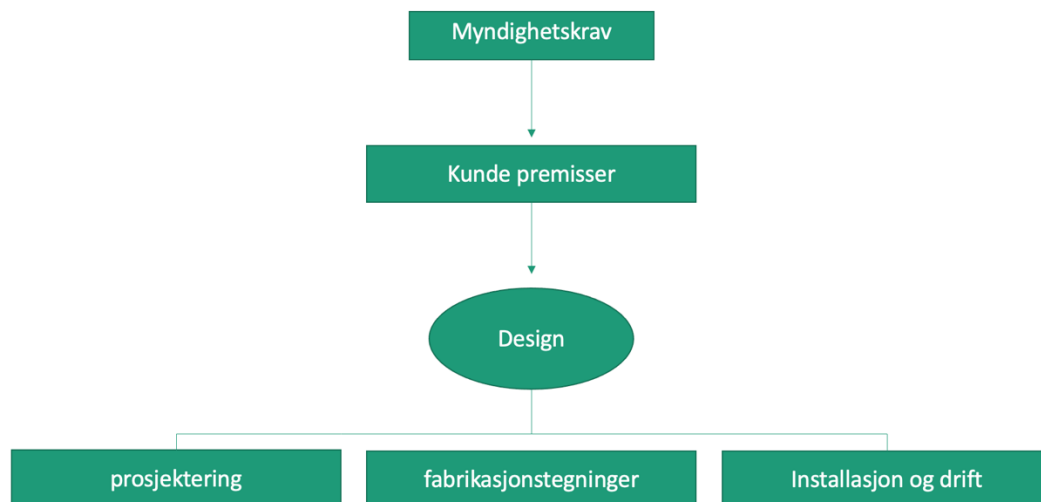 Myndighetskrav
Kunde premisser
Design
prosjektering
fabrikasjonstegninger
Installasjon og drift